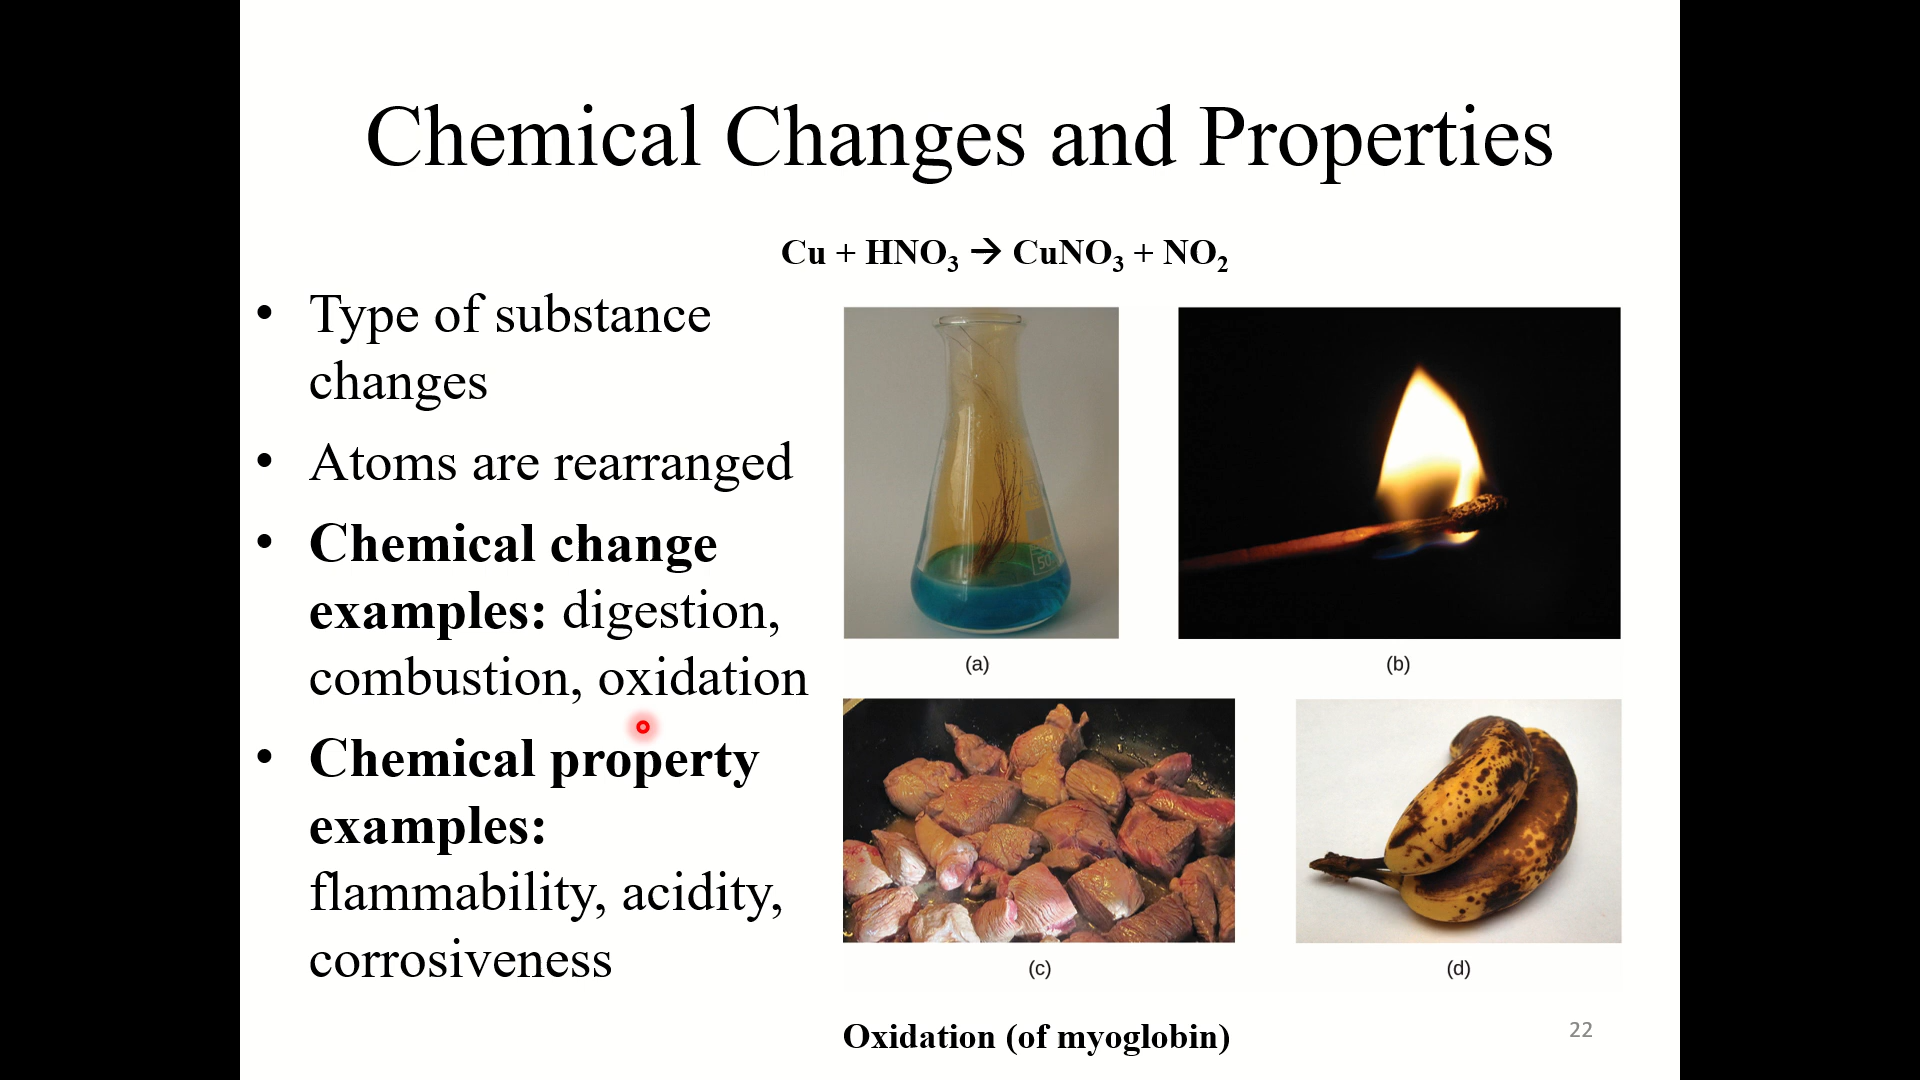 Chemical Changes and Properties
Cu + HNO₃ → CuNO₃ + NO₂
• Type of substance
changes
• Atoms are rearranged
• Chemical change
examples: digestion,
combustion, oxidation
• Chemical property
examples:
flammability, acidity,
corrosiveness
50
(a)
(b)
(c)
(d)
Oxidation (of myoglobin)
22